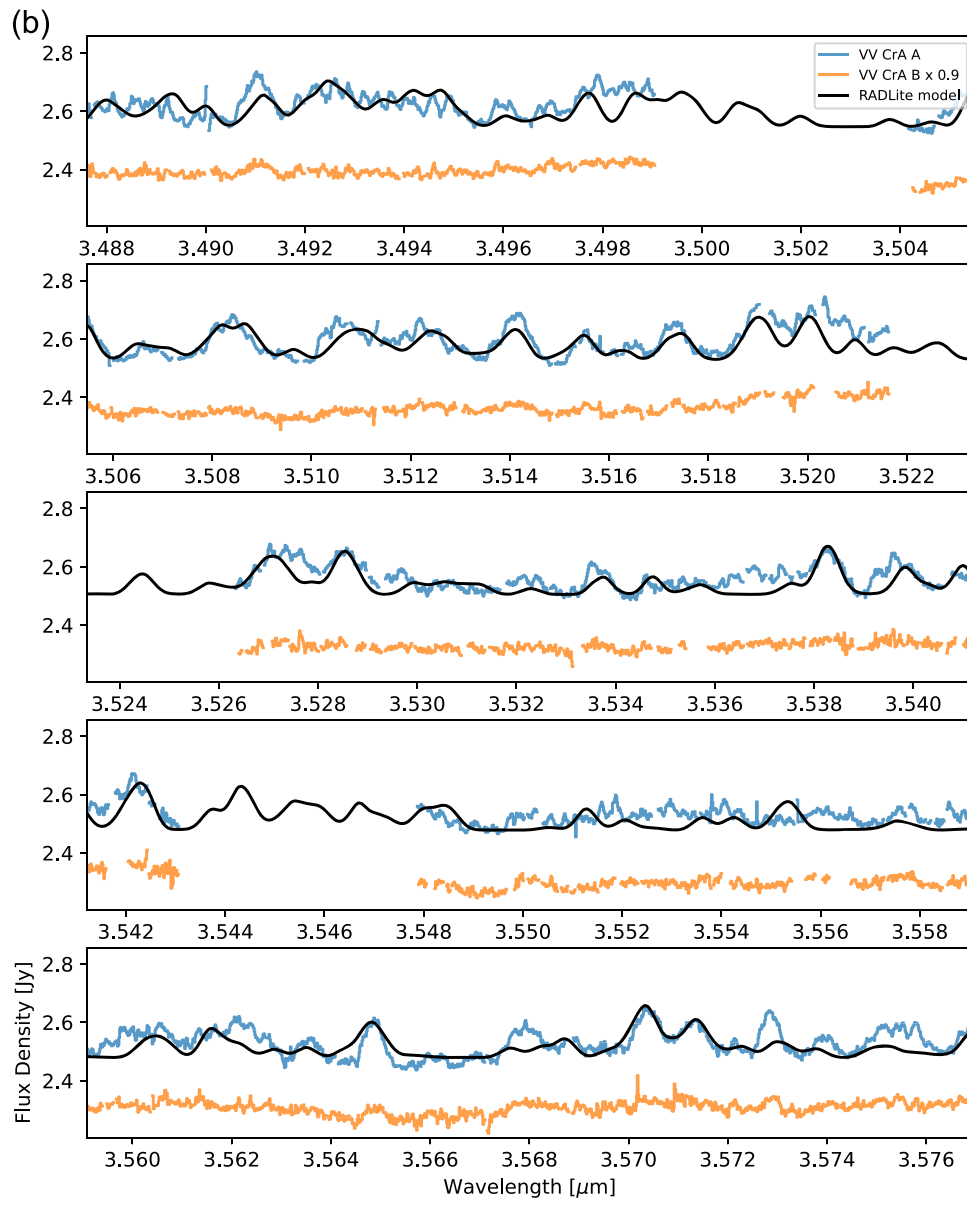 (b)
VV CrA A
VV CrA B x 0.9
RADLite model
2.8
2.6
2.4
3.488 3.490 3.492 3.494 3.496 3.498 3.500 3.502 3.504
2.8
2.6
2.4
3.506 3.508 3.510 3.512 3.514 3.516 3.518 3.520 3.522
2.8
2.6
2.4
3.524 3.526 3.528 3.530 3.532 3.534 3.536 3.538 3.540
2.8
2.6
2.4
3.542 3.544 3.546 3.548 3.550 3.552 3.554 3.556 3.558
2.8
2.6
2.4
Flux Density [Jy]
3.560 3.562 3.564 3.566 3.568 3.570 3.572 3.574 3.576
Wavelength [μm]